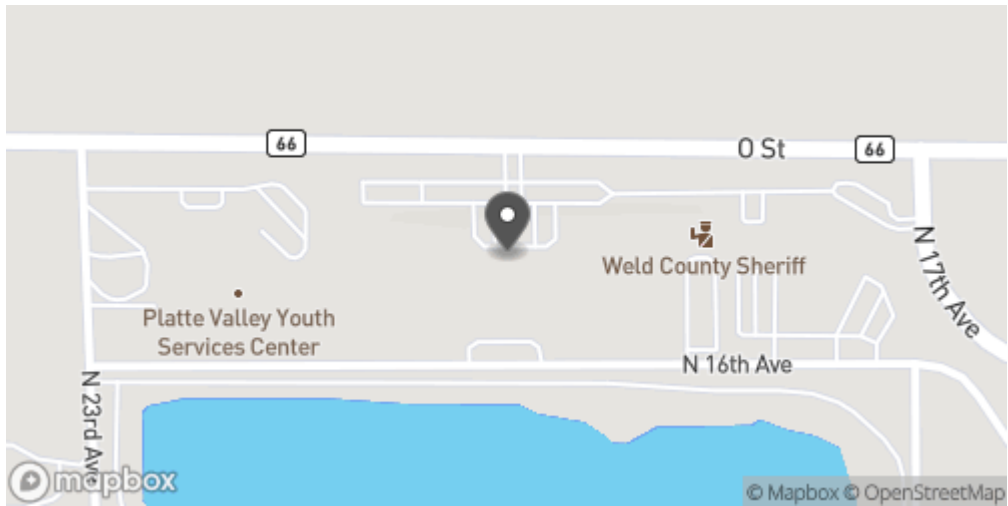 66
O St
66
Weld County Sheriff
N 17th Ave
Platte Valley Youth
Services Center
N 16th Ave
N 23rd Ave
mapbox
© Mapbox © OpenStreetMap